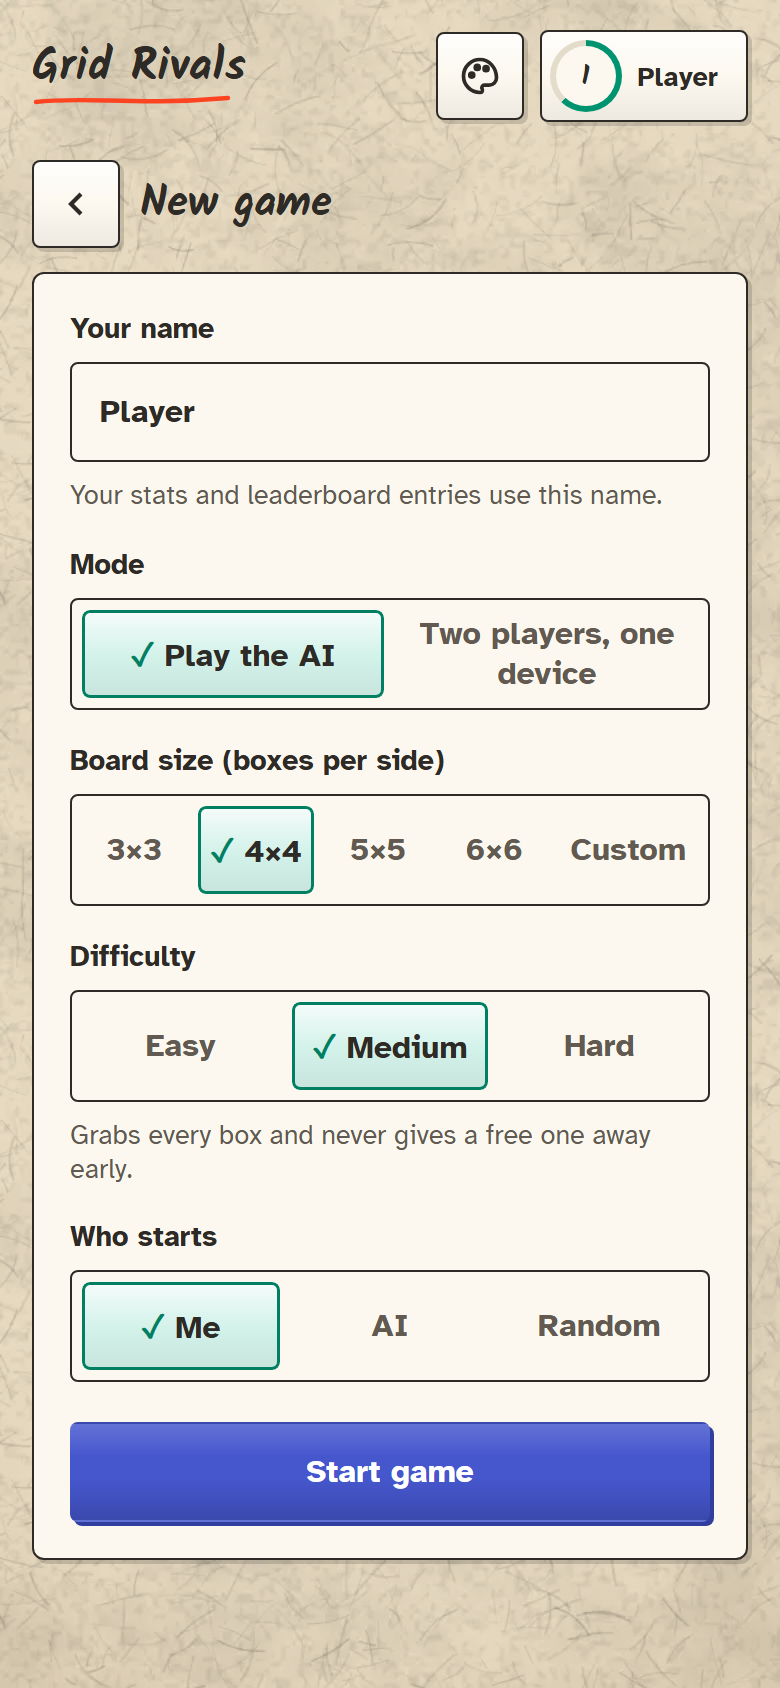 Grid Rivals
1 Player
New game
Your name
Player
Your stats and leaderboard entries use this name.
Mode
✓ Play the AI
Two players, one
device
Board size (boxes per side)
3×3 ✓ 4×4 5×5 6×6 Custom
Difficulty
Easy ✓ Medium Hard
Grabs every box and never gives a free one away
early.
Who starts
✓ Me AI Random
Start game